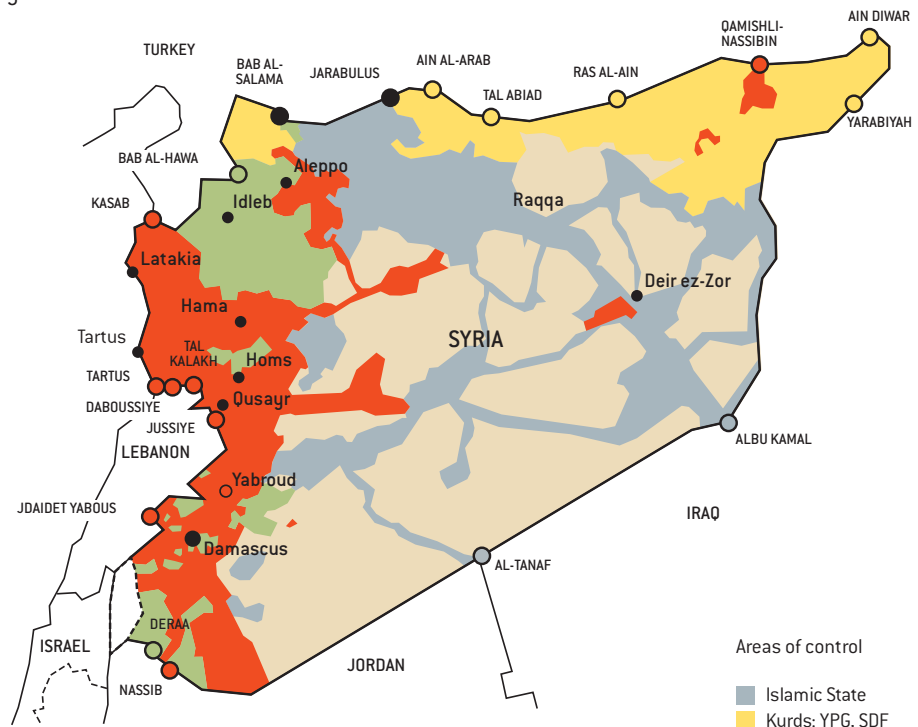 TURKEY
BAB AL-
SALAMA
JARABULUS
AIN AL-ARAB
TAL ABIAD
RAS AL-AIN
QAMISHLI-
NASSIBIN
AIN DIWAR
YARABIYAH
BAB AL-HAWA
Aleppo
Idleb
KASAB
Raqqa
Latakia
Deir ez-Zor
Hama
SYRIA
Tartus
TAL
KALAKH
Homs
TARTUS
Qusayr
DABOUSSIYE
JUSSIYE
ALBU KAMAL
LEBANON
Yabroud
IRAQ
JDAIDET YABOUS
Damascus
AL-TANAF
DERAA
ISRAEL
JORDAN
NASSIB
Areas of control
Islamic State
Kurds: YPG, SDF